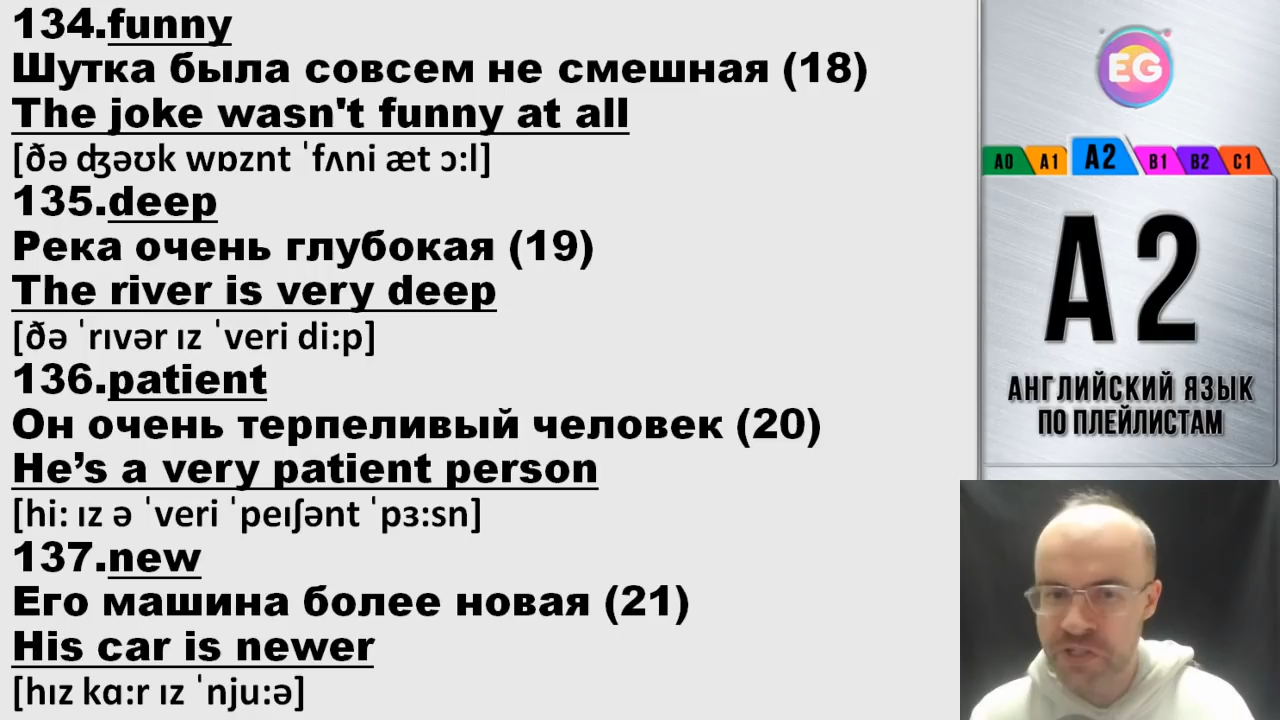 134.funny
Шутка была совсем не смешная (18)
The joke wasn't funny at all
[ðə ʤəʊk wɒznt ˈfʌni æt ɔ:l]
135.deep
Река очень глубокая (19)
The river is very deep
[ðə ˈrɪvər ɪz ˈveri di:p]
136.patient
Он очень терпеливый человек (20)
He’s a very patient person
[hi: ɪz ə ˈveri ˈpeɪʃənt ˈpɜ:sn]
137.new
Его машина более новая (21)
His car is newer
[hɪz kɑ:r ɪz ˈnju:ə]
EG
A0 A1 A2 B1 B2 C1
A2
АНГЛИЙСКИЙ ЯЗЫК
ПО ПЛЕЙЛИСТАМ